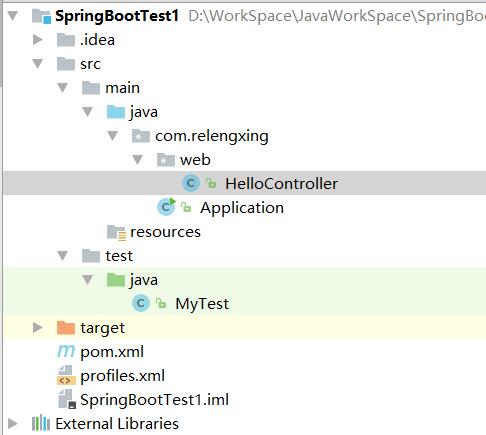 SpringBootTest1 D:\WorkSpace\JavaWorkSpace\SpringBo
.idea
src
main
java
com.relengxing
web
HelloController
Application
resources
test
java
MyTest
target
pom.xml
profiles.xml
SpringBootTest1.iml
External Libraries